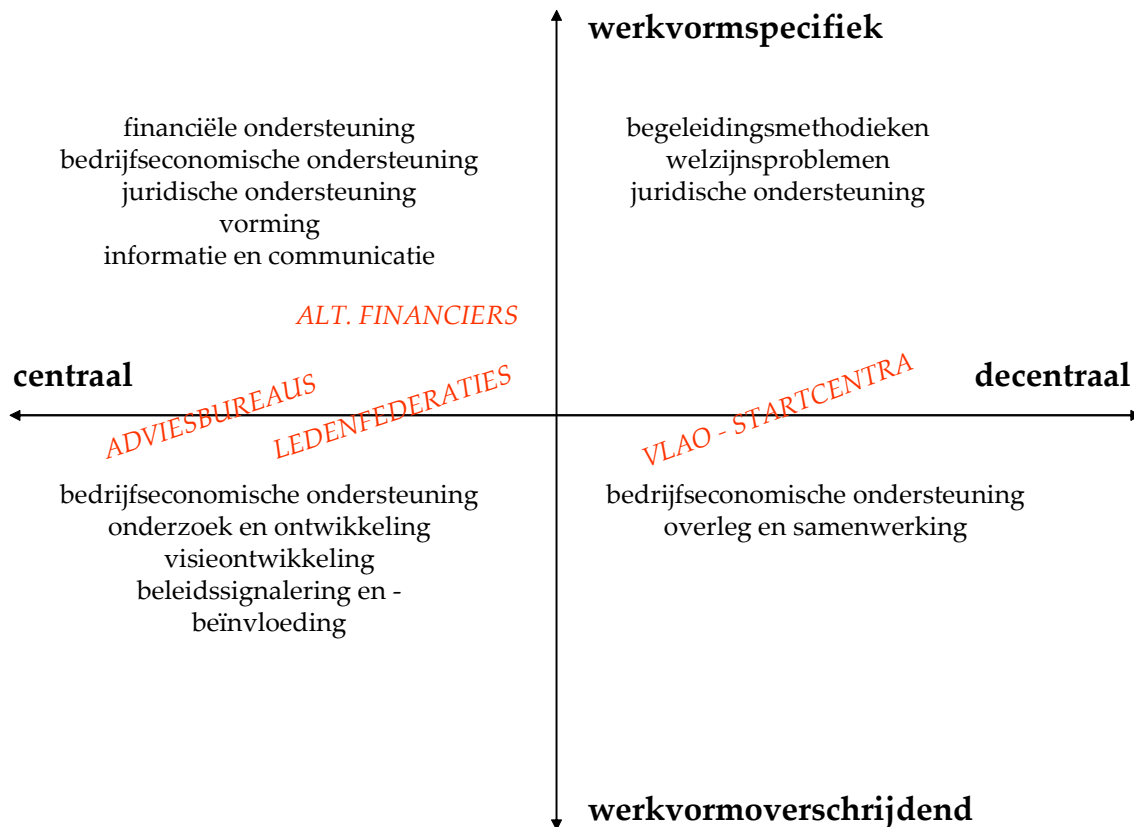 werkvormspecifiek
financiële ondersteuning
bedrijfseconomische ondersteuning
juridische ondersteuning
vorming
informatie en communicatie
begeleidingsmethodieken
welzijnsproblemen
juridische ondersteuning
ALT. FINANCIERS
centraal
decentraal
ADVIESBUREAUS
LEDENFEDERATIES
VLAO - STARTCENTRA
bedrijfseconomische ondersteuning
onderzoek en ontwikkeling
visieontwikkeling
beleidssignalering en -
beïnvloeding
bedrijfseconomische ondersteuning
overleg en samenwerking
werkvormoverschrijdend